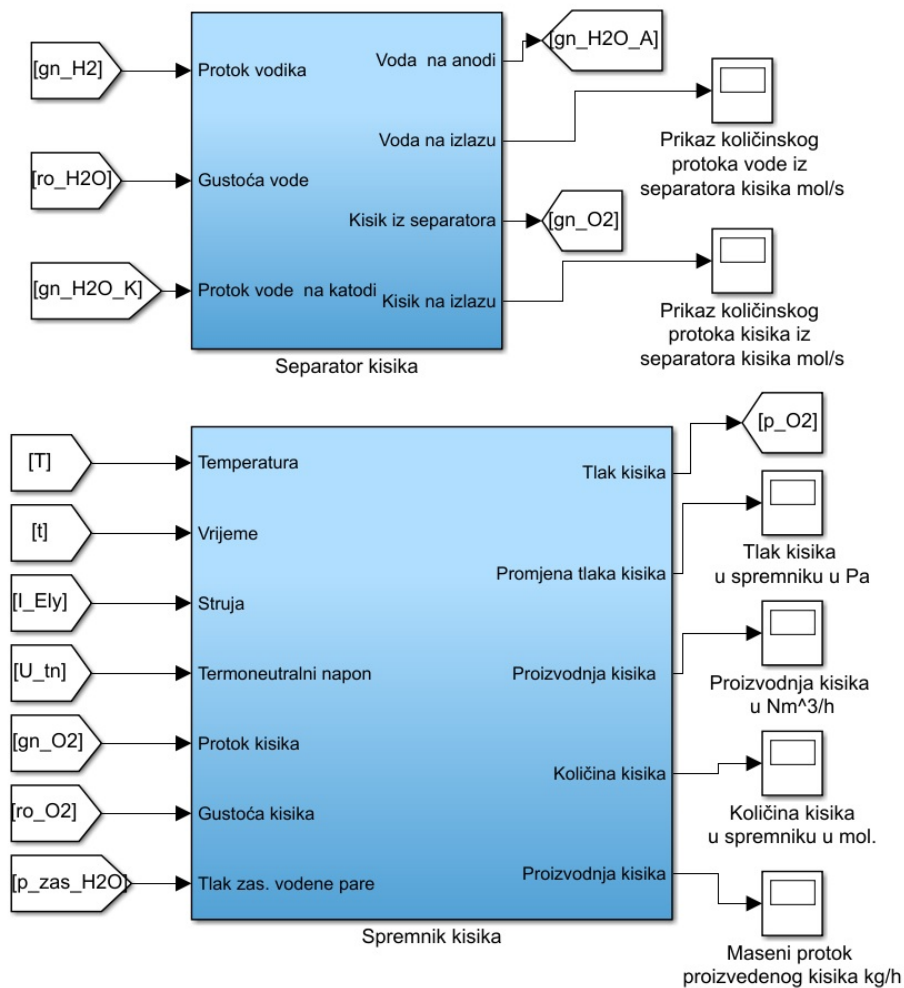 [gn_H2]
[ro_H2O]
[gn_H2O_K]
Protok vodika
Gustoća vode
Protok vode na katodi
Voda na anodi
Voda na izlazu
Kisik iz separatora
Kisik na izlazu
Separator kisika
[gn_H2O_A]
Prikaz količinskog
protoka vode iz
separatora kisika mol/s
[gn_O2]
Prikaz količinskog
protoka kisika iz
separatora kisika mol/s
[T]
[t]
[I_Ely]
[U_tn]
[gn_O2]
[ro_O2]
[p_zas_H2O]
Temperatura
Vrijeme
Struja
Termoneutralni napon
Protok kisika
Gustoća kisika
Tlak zas. vodene pare
Tlak kisika
Promjena tlaka kisika
Proizvodnja kisika
Količina kisika
Proizvodnja kisika
Spremnik kisika
[p_O2]
Tlak kisika
u spremniku u Pa
Proizvodnja kisika
u Nm^3/h
Količina kisika
u spremniku u mol.
Maseni protok
proizvedenog kisika kg/h